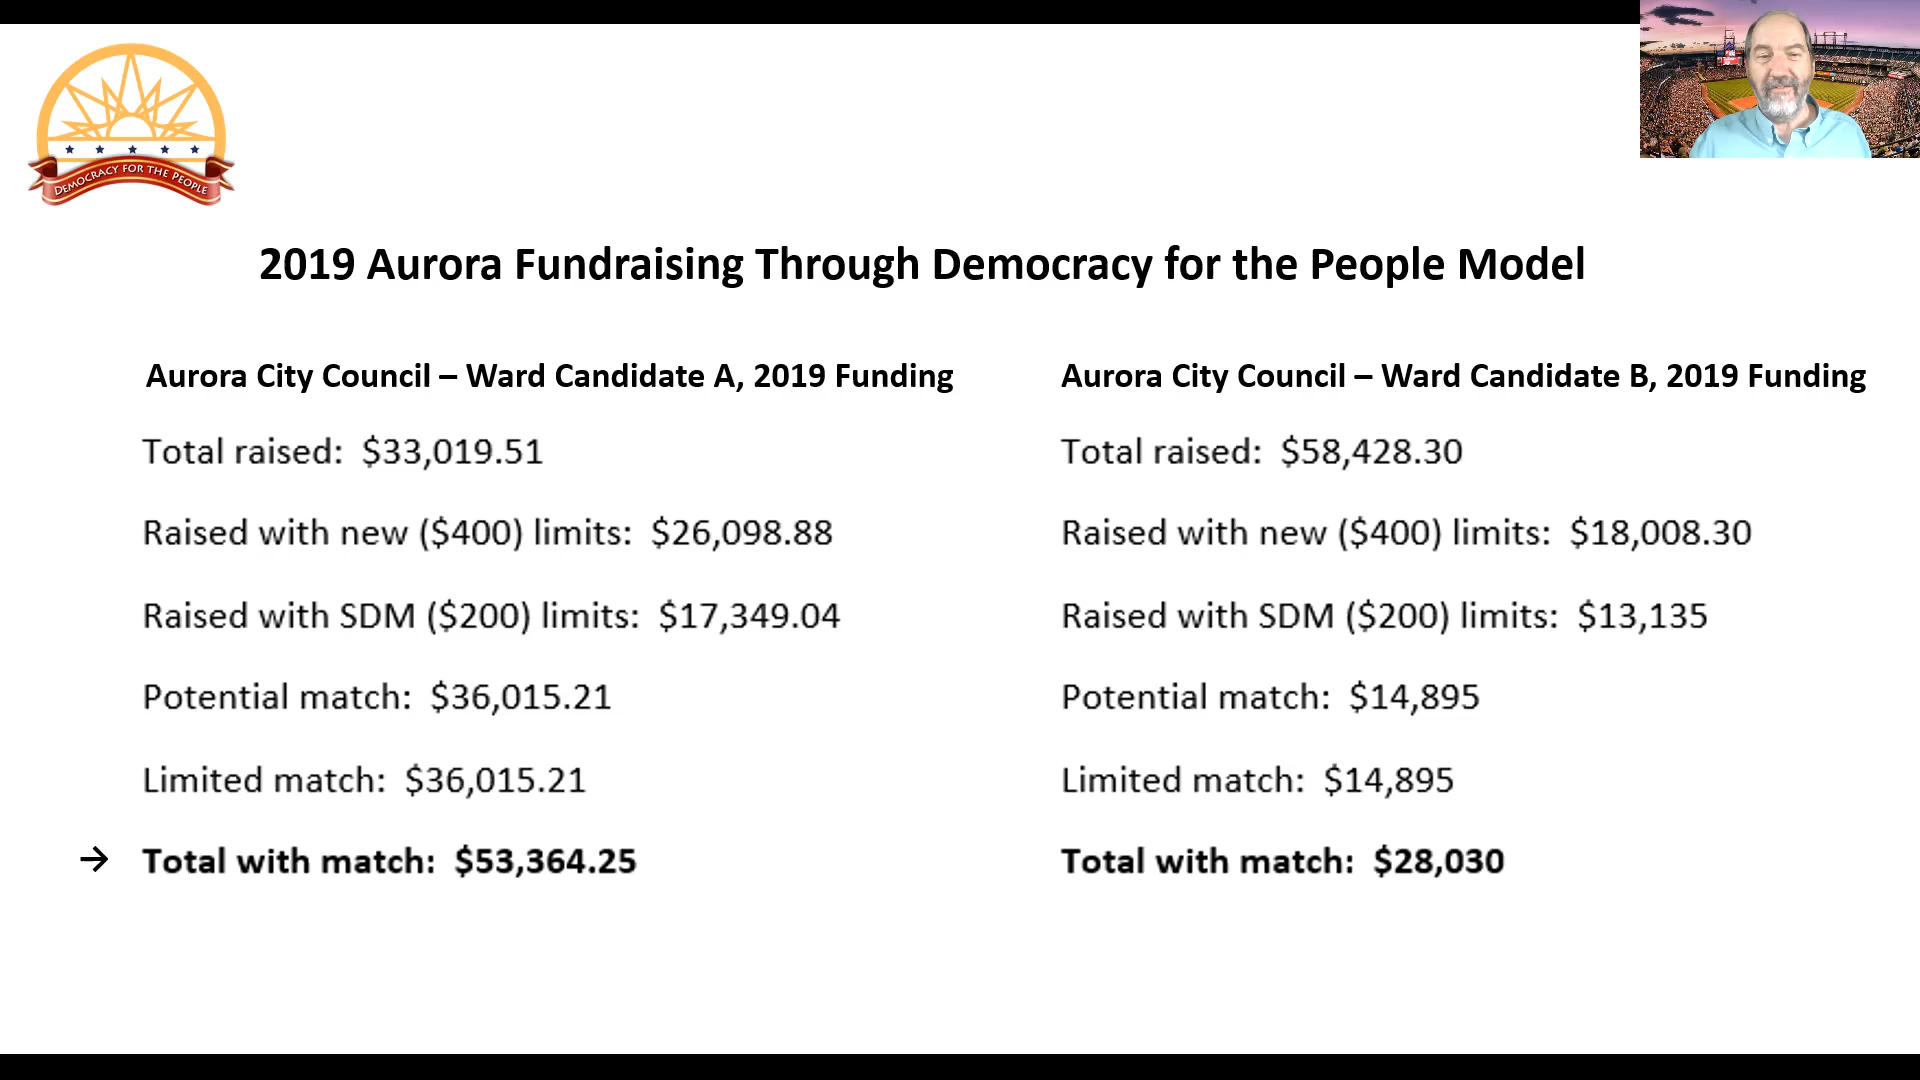 DEMOCRACY FOR THE PEOPLE
2019 Aurora Fundraising Through Democracy for the People Model
Aurora City Council – Ward Candidate A, 2019 Funding
Total raised: $33,019.51
Raised with new ($400) limits: $26,098.88
Raised with SDM ($200) limits: $17,349.04
Potential match: $36,015.21
Limited match: $36,015.21
→ Total with match: $53,364.25
Aurora City Council – Ward Candidate B, 2019 Funding
Total raised: $58,428.30
Raised with new ($400) limits: $18,008.30
Raised with SDM ($200) limits: $13,135
Potential match: $14,895
Limited match: $14,895
Total with match: $28,030